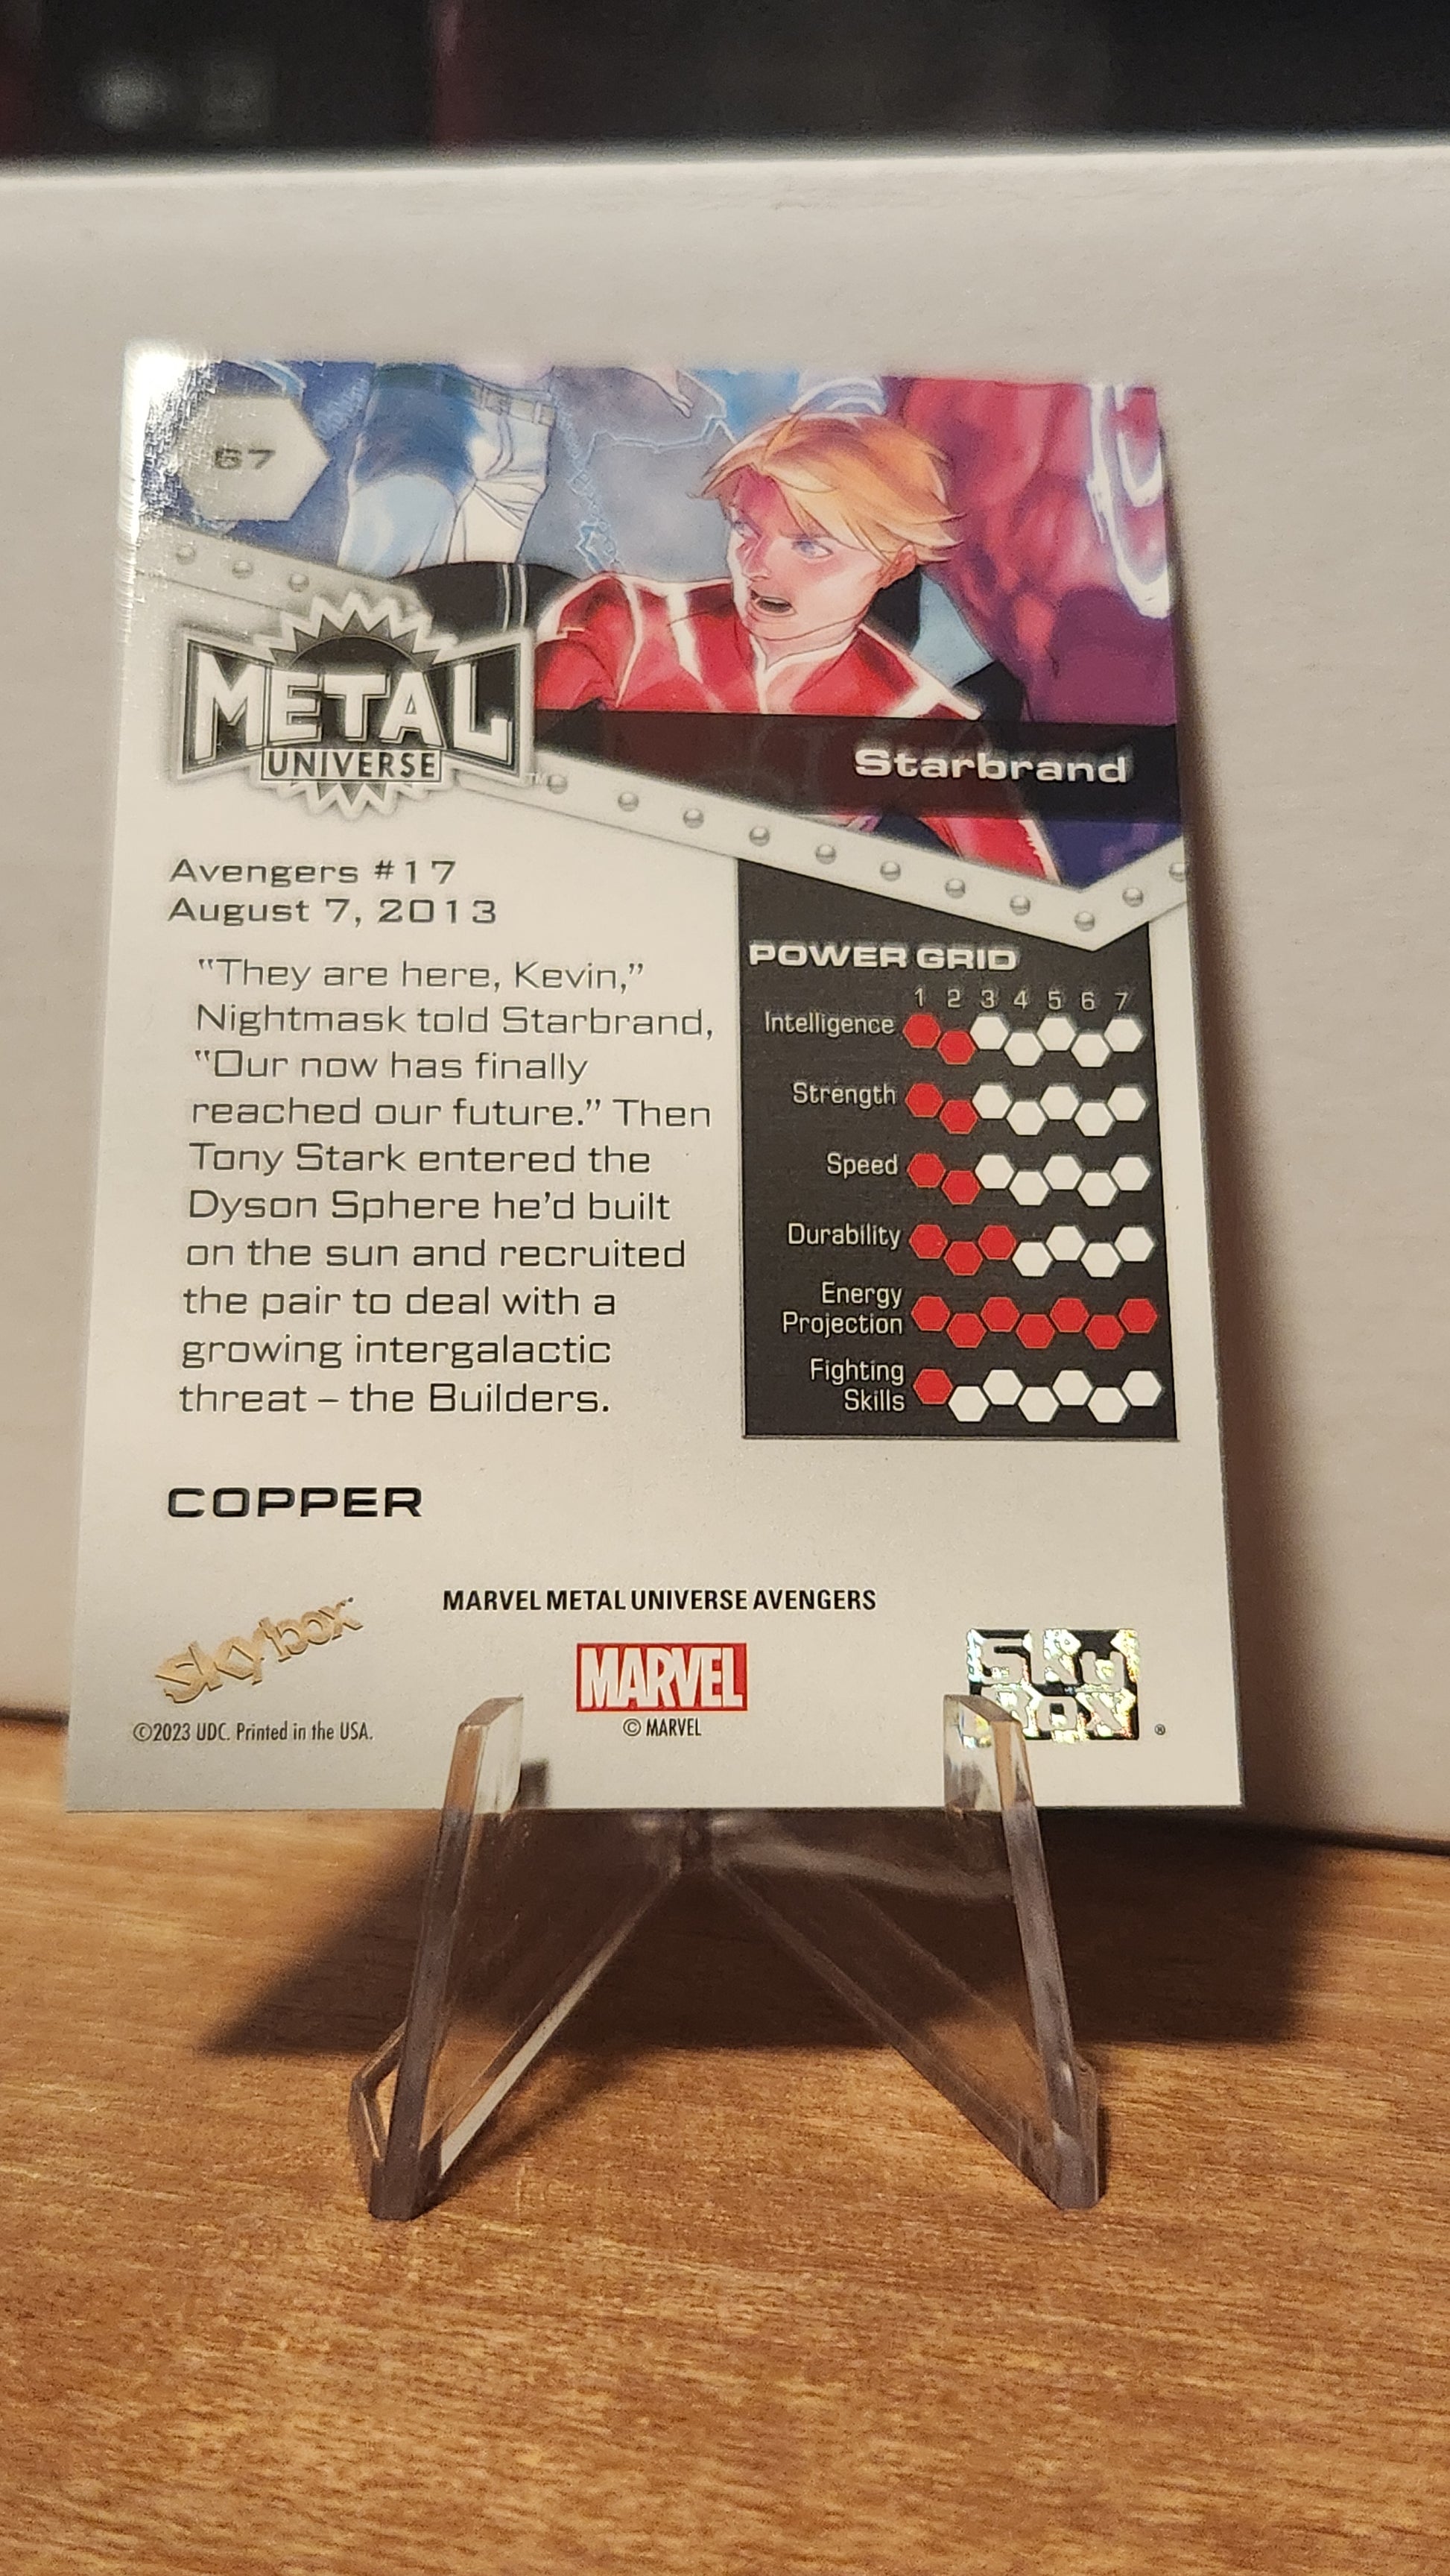 67
METAL
UNIVERSE
TM
Starbrand
Avengers #17
August 7, 2013
“They are here, Kevin,”
Nightmask told Starbrand,
“Our now has finally
reached our future.” Then
Tony Stark entered the
Dyson Sphere he’d built
on the sun and recruited
the pair to deal with a
growing intergalactic
threat – the Builders.
POWER GRID
1 2 3 4 5 6 7
Intelligence
Strength
Speed
Durability
Energy
Projection
Fighting
Skills
COPPER
MARVEL METAL UNIVERSE AVENGERS
Skybox
©2023 UDC. Printed in the USA.
MARVEL
© MARVEL
SKY
BOX
®